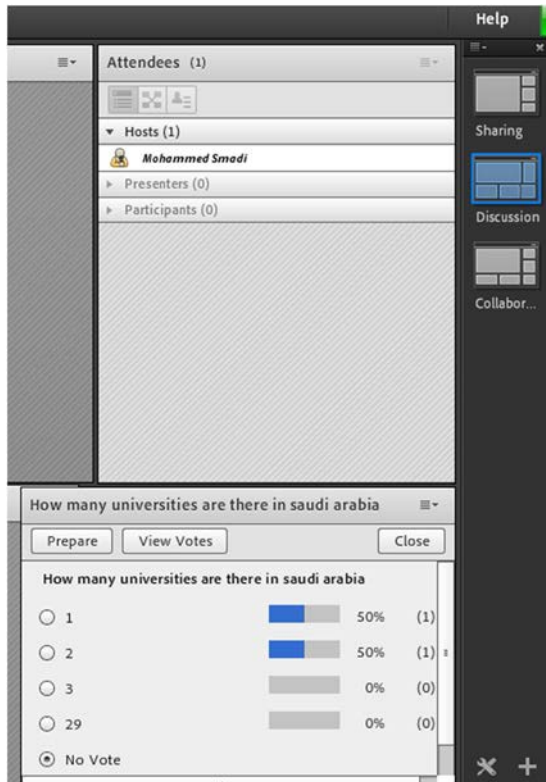 Help
Attendees (1)
Hosts (1)
Mohammed Smadi
Presenters (0)
Participants (0)
Sharing
Discussion
Collabor...
How many universities are there in saudi arabia
Prepare View Votes Close
How many universities are there in saudi arabia
1 50% (1)
2 50% (1)
3 0% (0)
29 0% (0)
No Vote